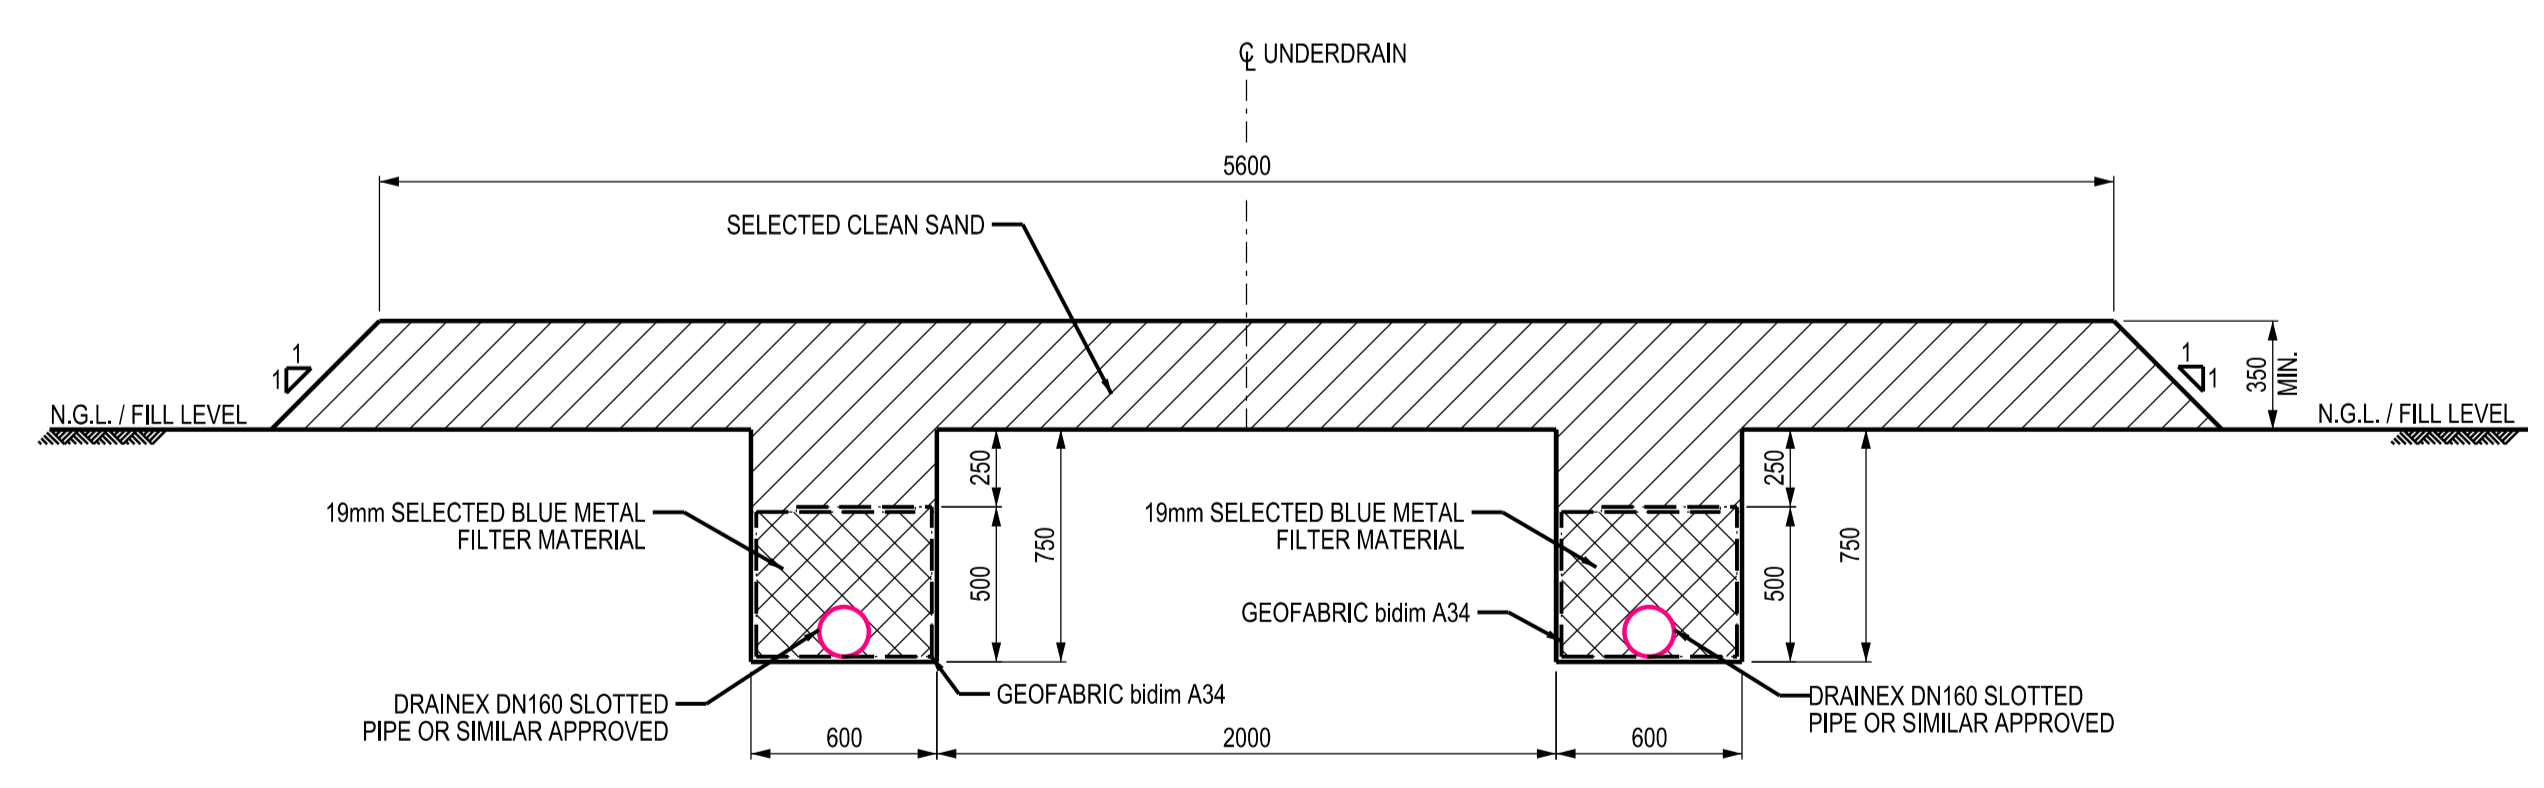 ℄ UNDERDRAIN
5600
SELECTED CLEAN SAND
1
1
1
1
350
MIN.
N.G.L. / FILL LEVEL
N.G.L. / FILL LEVEL
250
250
19mm SELECTED BLUE METAL
FILTER MATERIAL
500
750
19mm SELECTED BLUE METAL
FILTER MATERIAL
500
750
GEOFABRIC bidim A34
DRAINEX DN160 SLOTTED
PIPE OR SIMILAR APPROVED
GEOFABRIC bidim A34
DRAINEX DN160 SLOTTED
PIPE OR SIMILAR APPROVED
600
2000
600